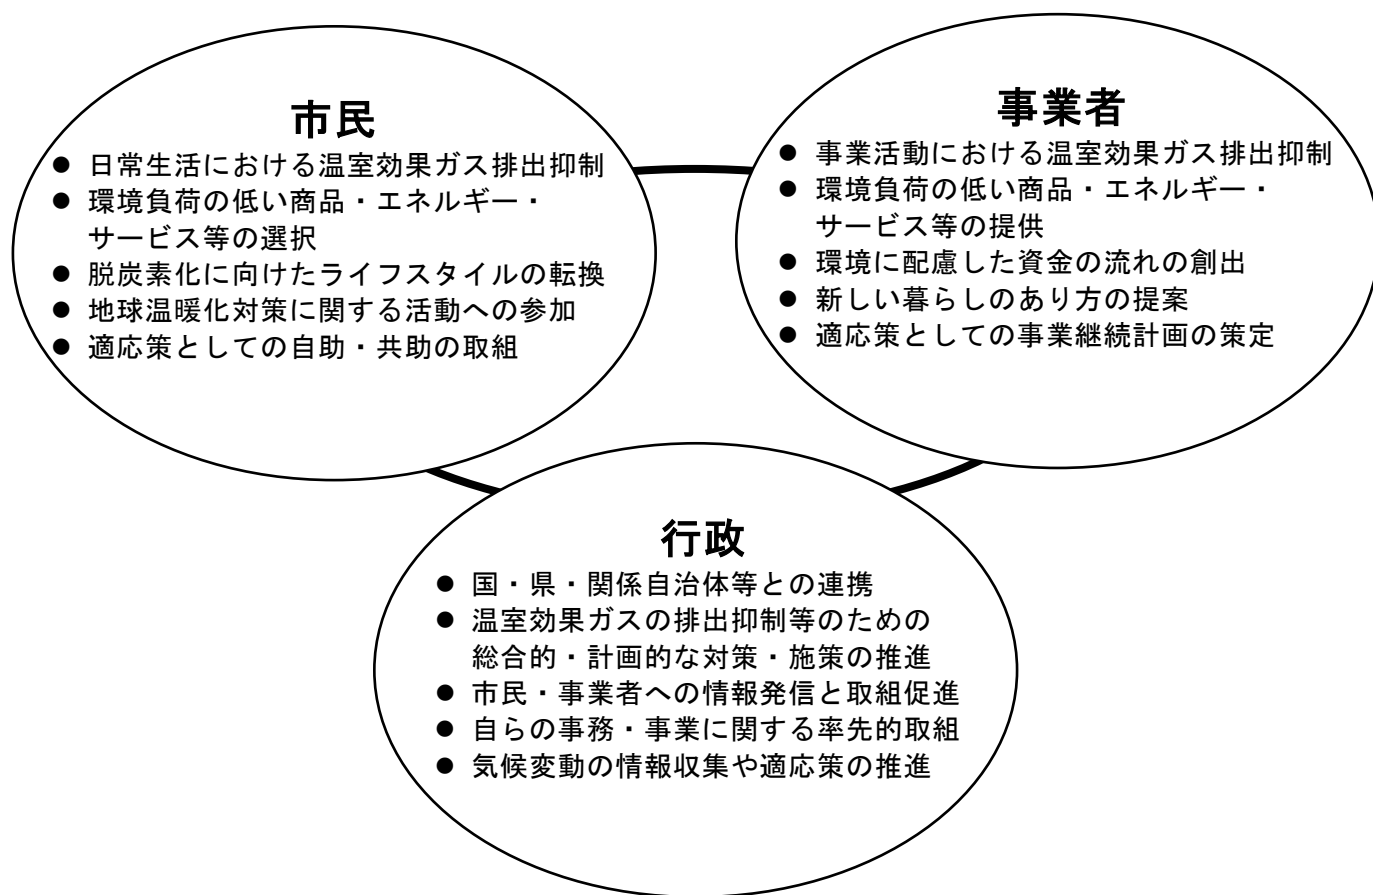 市民
● 日常生活における温室効果ガス排出抑制
● 環境負荷の低い商品・エネルギー・
サービス等の選択
● 脱炭素化に向けたライフスタイルの転換
● 地球温暖化対策に関する活動への参加
● 適応策としての自助・共助の取組
事業者
● 事業活動における温室効果ガス排出抑制
● 環境負荷の低い商品・エネルギー・
サービス等の提供
● 環境に配慮した資金の流れの創出
● 新しい暮らしのあり方の提案
● 適応策としての事業継続計画の策定
行政
● 国・県・関係自治体等との連携
● 温室効果ガスの排出抑制等のための
総合的・計画的な対策・施策の推進
● 市民・事業者への情報発信と取組促進
● 自らの事務・事業に関する率先的取組
● 気候変動の情報収集や適応策の推進